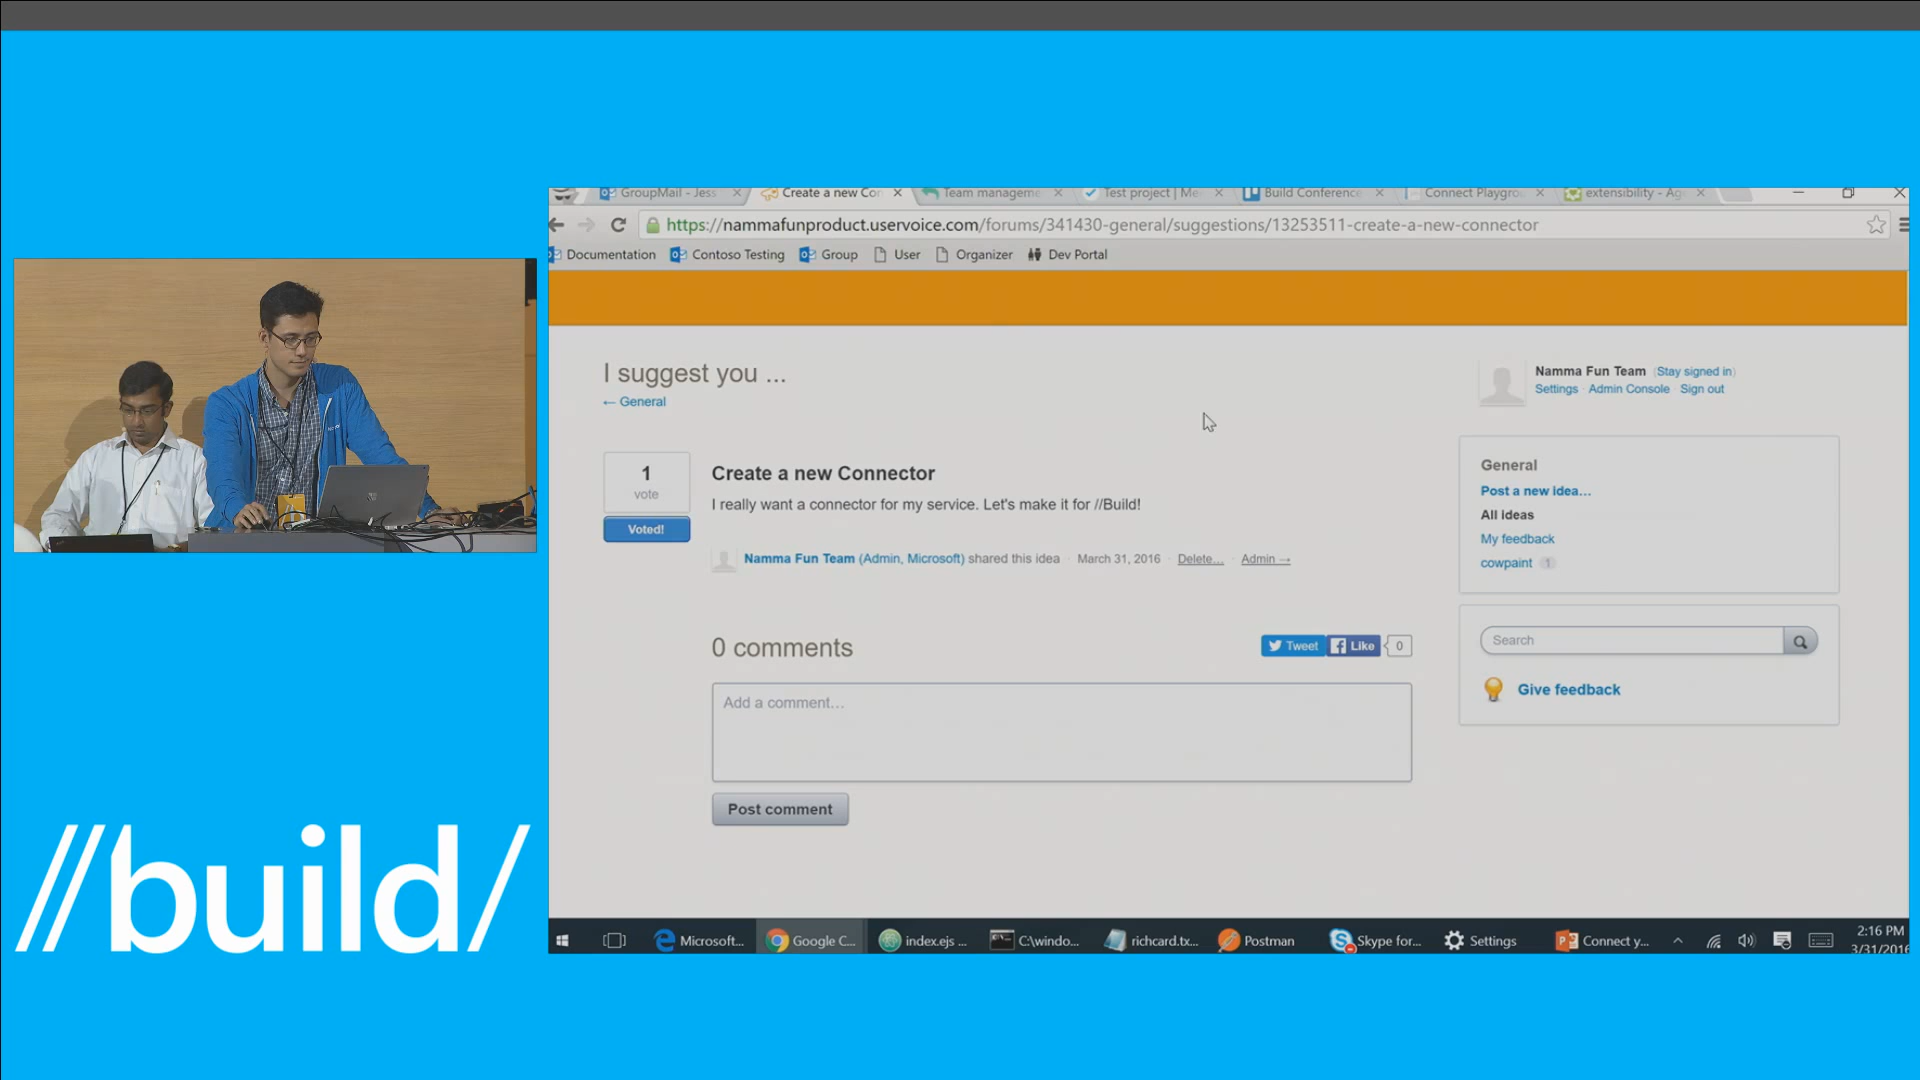 GroupMail - Jess
Create a new Con
Team manageme
Test project | Me
Build Conference
Connect Playgrou
extensibility - Ag
https://nammafunproduct.uservoice.com/forums/341430-general/suggestions/13253511-create-a-new-connector
Documentation
Contoso Testing
Group
User
Organizer
Dev Portal
I suggest you ...
← General
Namma Fun Team (Stay signed in)
Settings · Admin Console · Sign out
1
vote
Voted!
Create a new Connector
I really want a connector for my service. Let's make it for //Build!
Namma Fun Team (Admin, Microsoft) shared this idea · March 31, 2016 · Delete... · Admin →
General
Post a new idea…
All ideas
My feedback
cowpaint 1
0 comments
Tweet
Like
0
Add a comment…
Post comment
Search
Give feedback
//build/
Microsoft...
Google C...
index.ejs ...
C:\windo...
richcard.tx...
Postman
Skype for...
Settings
Connect y...
2:16 PM
3/31/2016